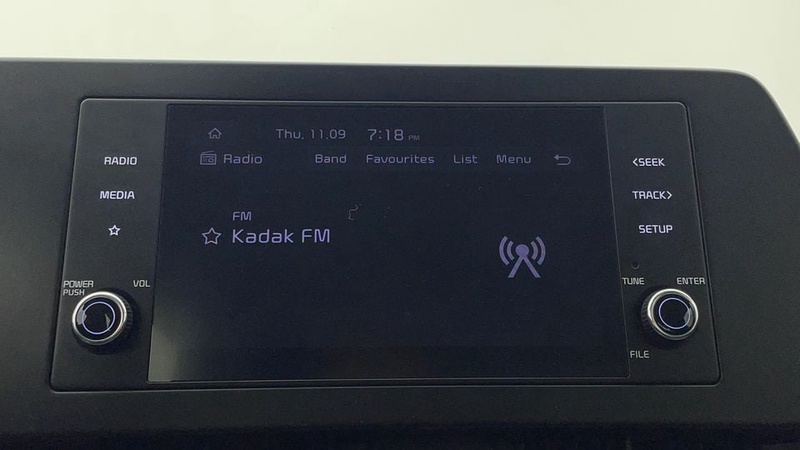 Thu, 11.09 7:18 PM
RADIO
Radio Band Favourites List Menu
<SEEK
MEDIA
TRACK>
FM
Kadak FM
SETUP
POWER
PUSH
VOL
TUNE
ENTER
FILE